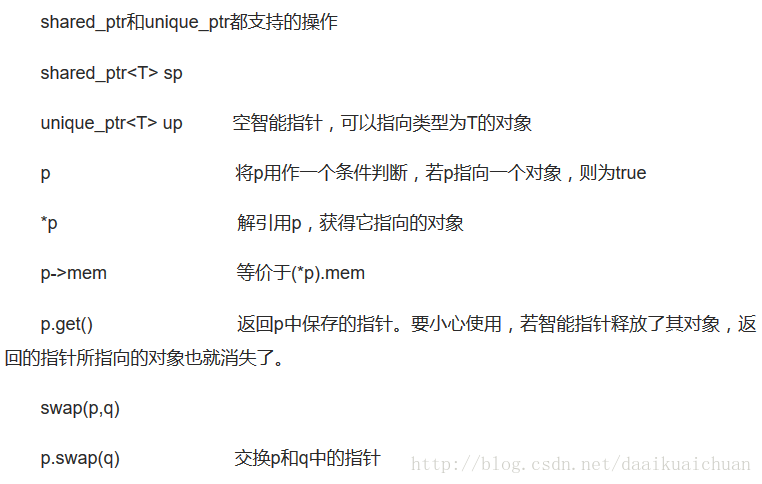 shared_ptr和unique_ptr都支持的操作
shared_ptr<T> sp
unique_ptr<T> up 空智能指针，可以指向类型为T的对象
p 将p用作一个条件判断，若p指向一个对象，则为true
*p 解引用p，获得它指向的对象
p->mem 等价于(*p).mem
p.get() 返回p中保存的指针。要小心使用，若智能指针释放了其对象，返
回的指针所指向的对象也就消失了。
swap(p,q)
p.swap(q) 交换p和q中的指针
http://blog.csdn.net/daaikuaichuan